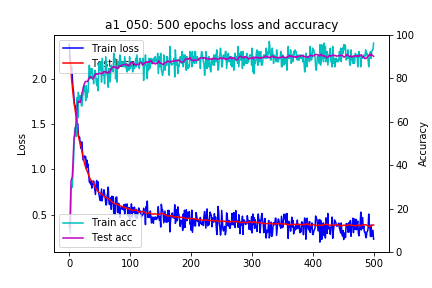 a1_050: 500 epochs loss and accuracy
Train loss
Test loss
Train acc
Test acc
Loss
2.0
1.5
1.0
0.5
Accuracy
100
80
60
40
20
0
0
100
200
300
400
500